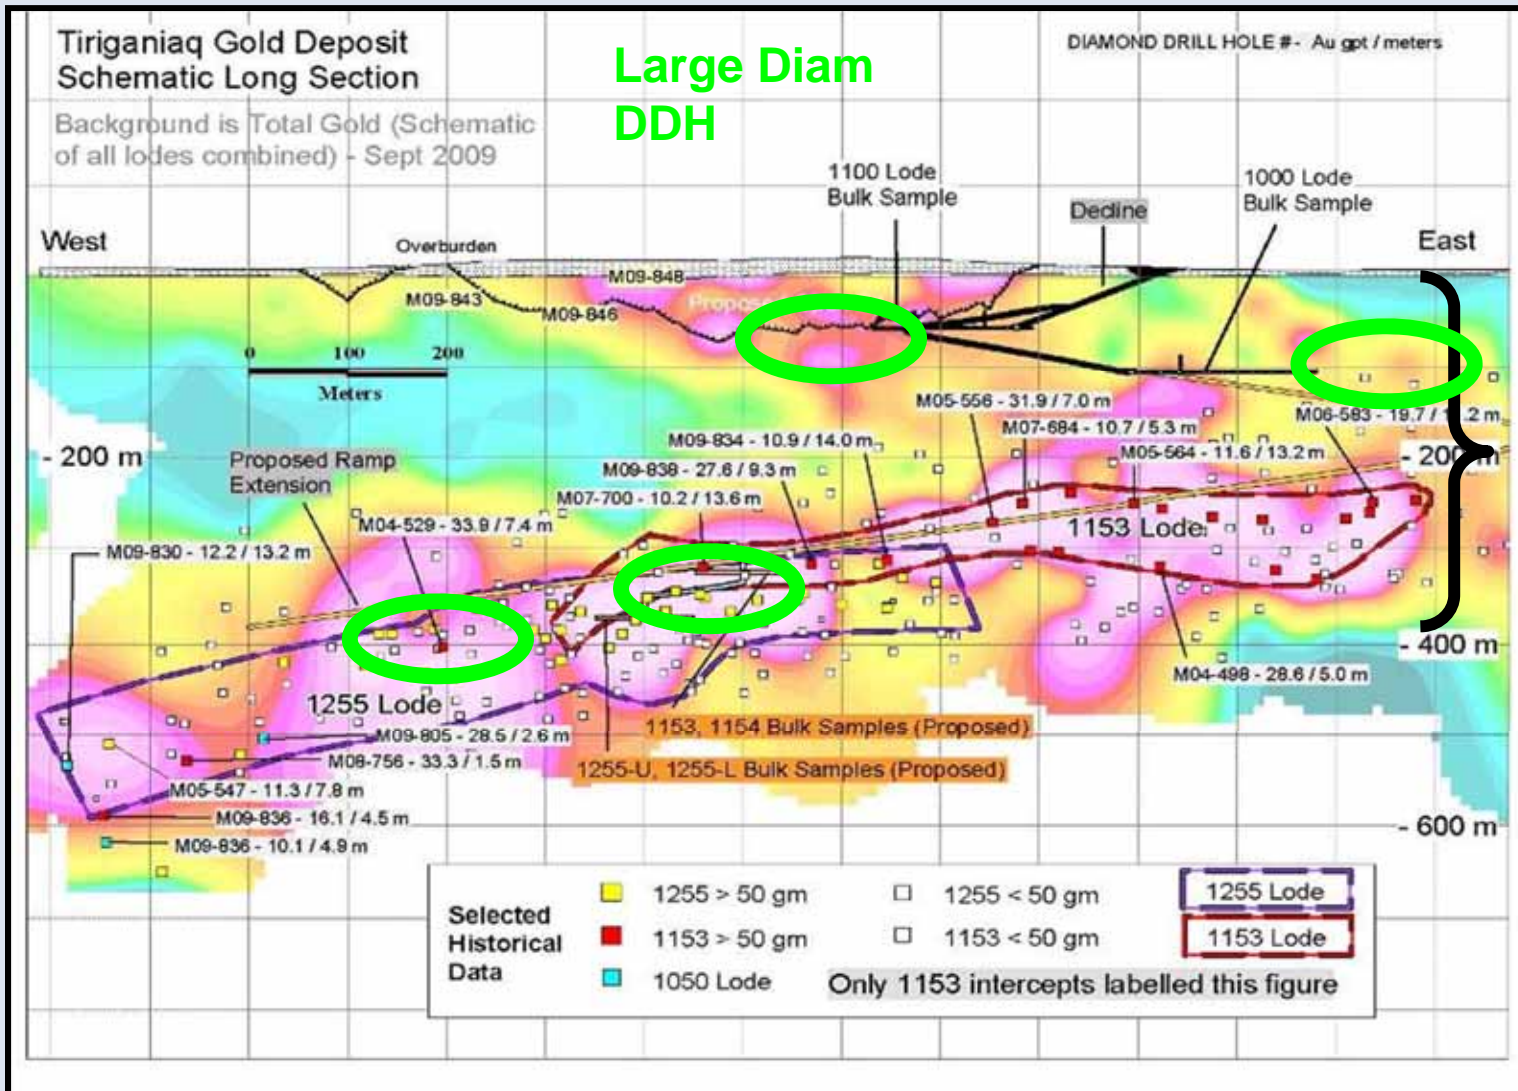 Tiriganiaq Gold Deposit
Schematic Long Section
Background is Total Gold (Schematic
of all lodes combined) - Sept 2009
Large Diam
DDH
DIAMOND DRILL HOLE # - Au gpt / meters
1100 Lode
Bulk Sample
1000 Lode
Bulk Sample
Decline
West
Overburden
East
M09-848
M09-843
M09-846
0 100 200
Meters
M05-556 - 31.9 / 7.0 m
M06-583 - 19.7 /
M07-684 - 10.7 / 5.3 m
M09-834 - 10.9 / 14.0 m
M05-564 - 11.6 / 13.2 m
- 200 m
- 200 m
Proposed Ramp
Extension
M09-838 - 27.6 / 9.3 m
M07-700 - 10.2 / 13.6 m
M04-529 - 33.9 / 7.4 m
1153 Lode
M09-830 - 12.2 / 13.2 m
- 400 m
M04-498 - 28.6 / 5.0 m
1255 Lode
1153, 1154 Bulk Samples (Proposed)
M09-805 - 28.5 / 2.6 m
M08-756 - 33.3 / 1.5 m
1255-U, 1255-L Bulk Samples (Proposed)
M05-547 - 11.3 / 7.8 m
M09-836 - 16.1 / 4.5 m
- 600 m
M09-836 - 10.1 / 4.9 m
Selected
Historical
Data
1255 > 50 gm
1255 < 50 gm
1255 Lode
1153 > 50 gm
1153 < 50 gm
1153 Lode
1050 Lode
Only 1153 intercepts labelled this figure